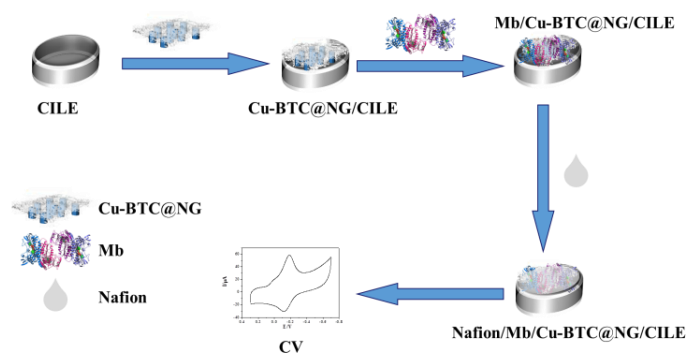 Mb/Cu-BTC@NG/CILE
CILE
Cu-BTC@NG/CILE
Cu-BTC@NG
Mb
Nafion
I/μA
E/V
CV
Nafion/Mb/Cu-BTC@NG/CILE